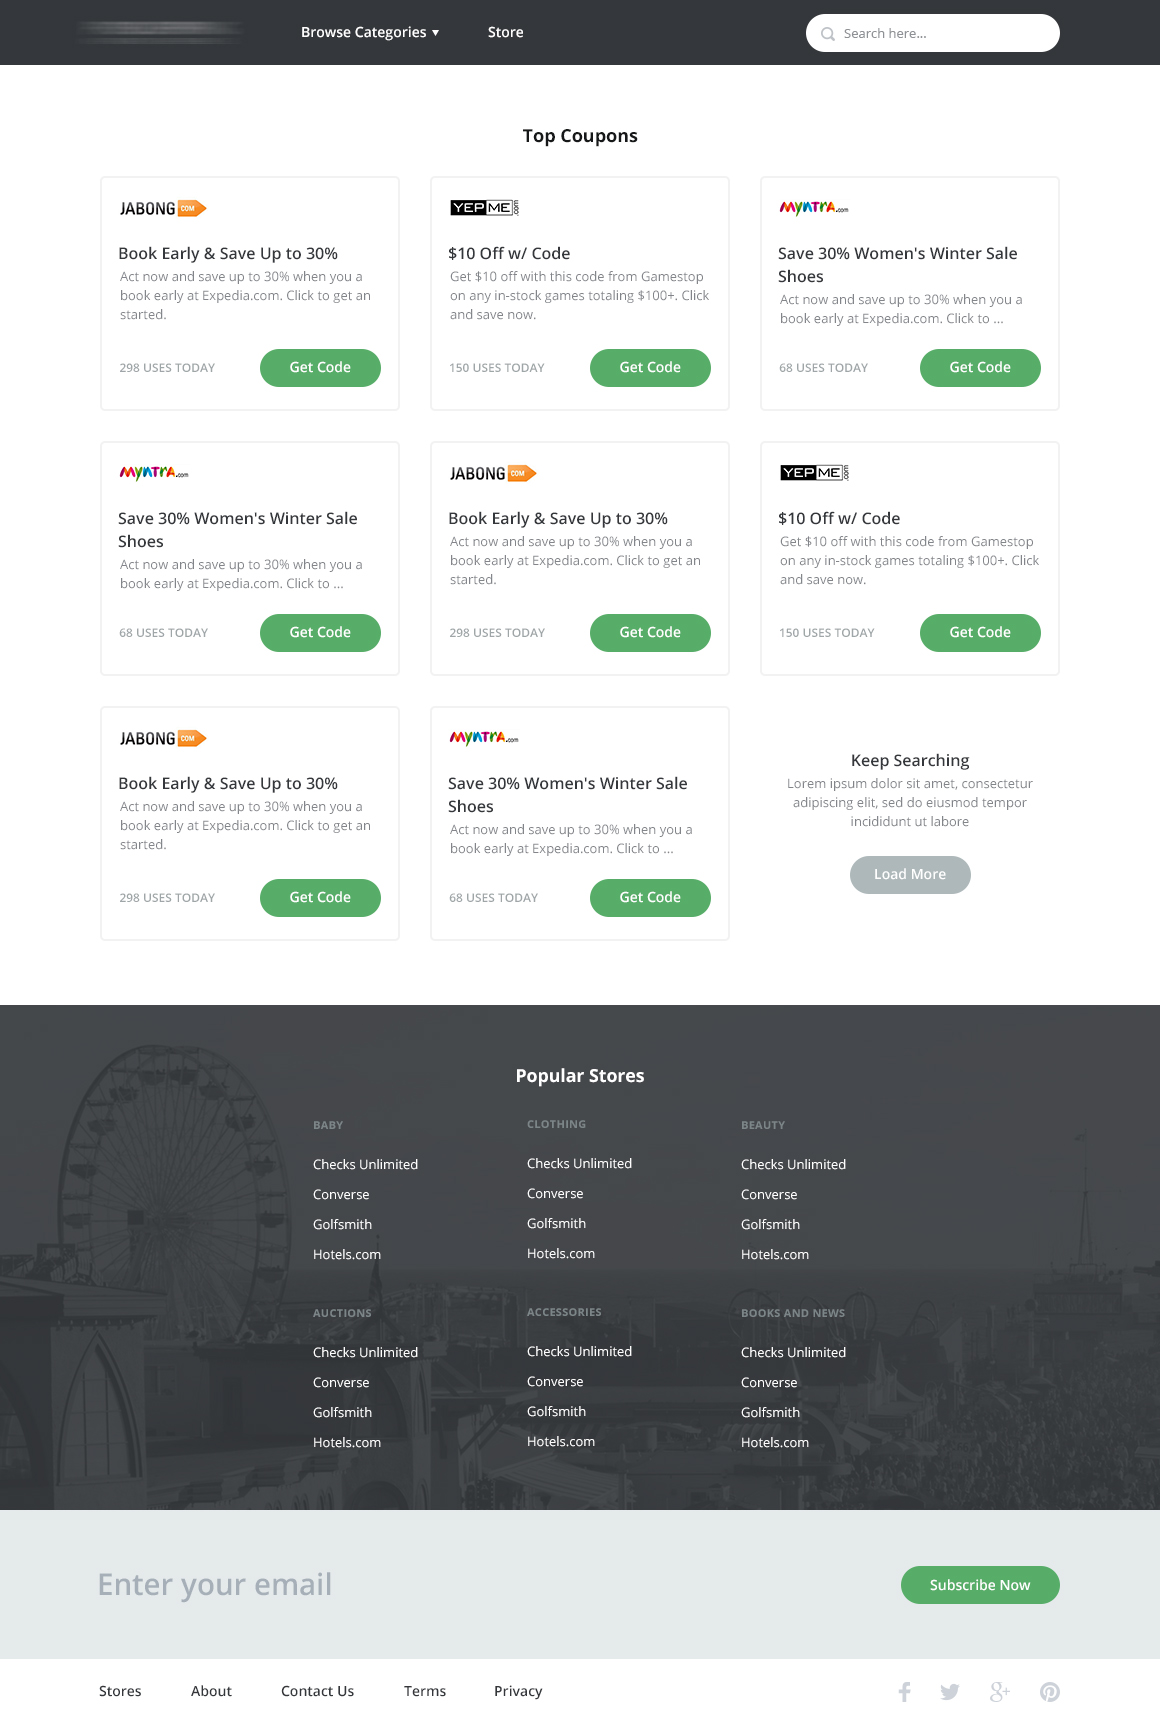 Browse Categories ▾ Store Search here...
Top Coupons
JABONG COM
Book Early & Save Up to 30%
Act now and save up to 30% when you a
book early at Expedia.com. Click to get an
started.
298 USES TODAY Get Code
YEPME.com
$10 Off w/ Code
Get $10 off with this code from Gamestop
on any in-stock games totaling $100+. Click
and save now.
150 USES TODAY Get Code
Myntra.com
Save 30% Women's Winter Sale
Shoes
Act now and save up to 30% when you a
book early at Expedia.com. Click to ...
68 USES TODAY Get Code
Myntra.com
Save 30% Women's Winter Sale
Shoes
Act now and save up to 30% when you a
book early at Expedia.com. Click to ...
68 USES TODAY Get Code
JABONG COM
Book Early & Save Up to 30%
Act now and save up to 30% when you a
book early at Expedia.com. Click to get an
started.
298 USES TODAY Get Code
YEPME.com
$10 Off w/ Code
Get $10 off with this code from Gamestop
on any in-stock games totaling $100+. Click
and save now.
150 USES TODAY Get Code
JABONG COM
Book Early & Save Up to 30%
Act now and save up to 30% when you a
book early at Expedia.com. Click to get an
started.
298 USES TODAY Get Code
Myntra.com
Save 30% Women's Winter Sale
Shoes
Act now and save up to 30% when you a
book early at Expedia.com. Click to ...
68 USES TODAY Get Code
Keep Searching
Lorem ipsum dolor sit amet, consectetur
adipiscing elit, sed do eiusmod tempor
incididunt ut labore
Load More
Popular Stores
BABY
Checks Unlimited
Converse
Golfsmith
Hotels.com
CLOTHING
Checks Unlimited
Converse
Golfsmith
Hotels.com
BEAUTY
Checks Unlimited
Converse
Golfsmith
Hotels.com
AUCTIONS
Checks Unlimited
Converse
Golfsmith
Hotels.com
ACCESSORIES
Checks Unlimited
Converse
Golfsmith
Hotels.com
BOOKS AND NEWS
Checks Unlimited
Converse
Golfsmith
Hotels.com
Enter your email Subscribe Now
Stores About Contact Us Terms Privacy